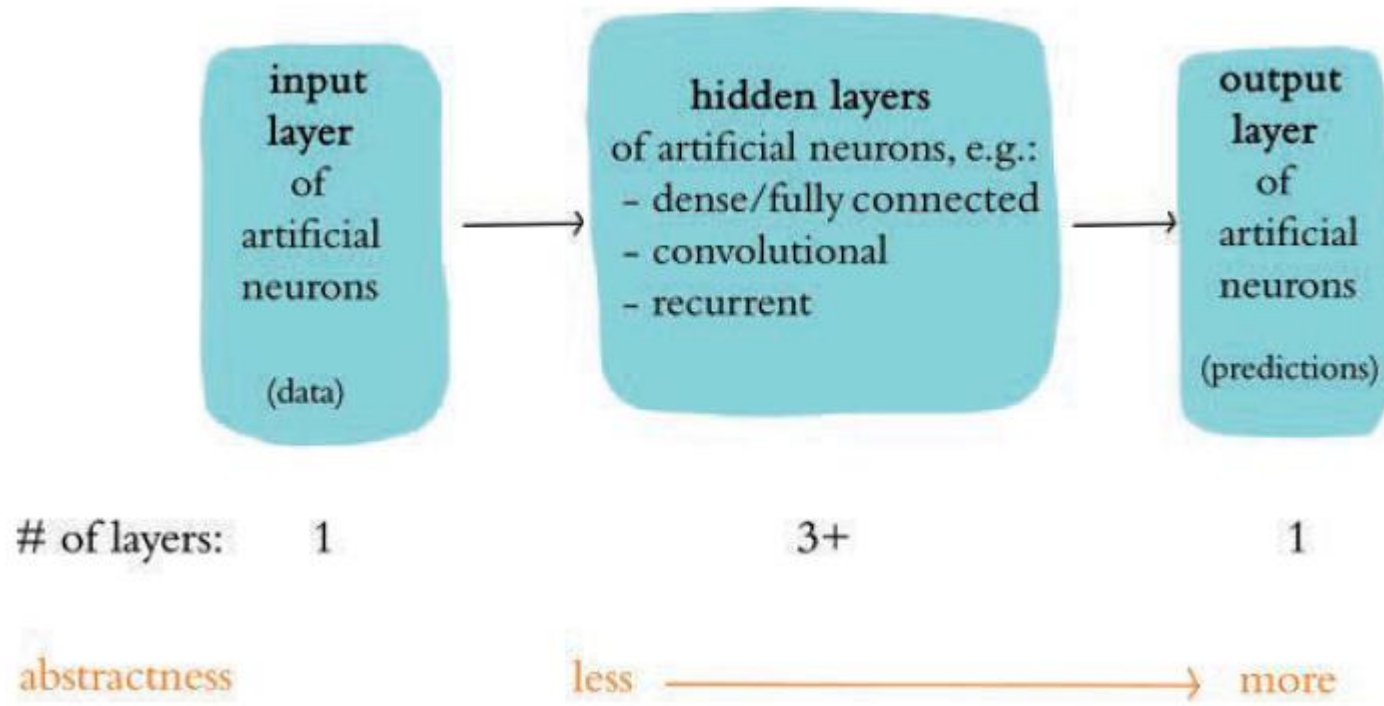 input
layer
of
artificial
neurons
(data)
hidden layers
of artificial neurons, e.g.:
- dense/fully connected
- convolutional
- recurrent
output
layer
of
artificial
neurons
(predictions)
# of layers: 1 3+ 1
abstractness less more